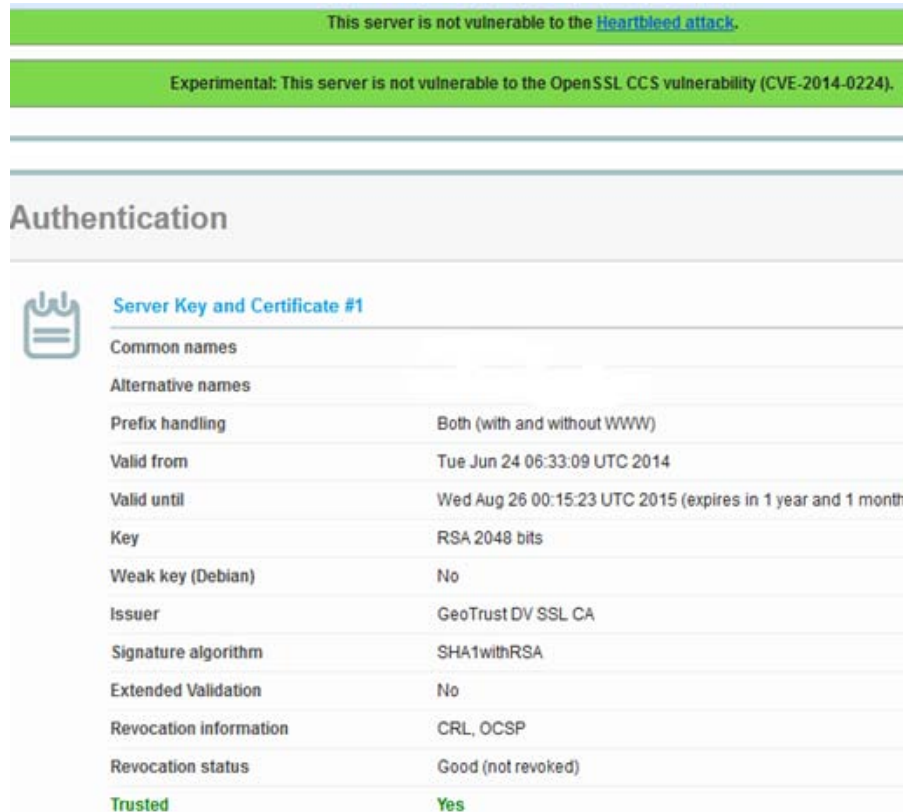 This server is not vulnerable to the Heartbleed attack.
Experimental: This server is not vulnerable to the OpenSSL CCS vulnerability (CVE-2014-0224).
Authentication
Server Key and Certificate #1
Common names
Alternative names
Prefix handling Both (with and without WWW)
Valid from Tue Jun 24 06:33:09 UTC 2014
Valid until Wed Aug 26 00:15:23 UTC 2015 (expires in 1 year and 1 month
Key RSA 2048 bits
Weak key (Debian) No
Issuer GeoTrust DV SSL CA
Signature algorithm SHA1withRSA
Extended Validation No
Revocation information CRL, OCSP
Revocation status Good (not revoked)
Trusted Yes